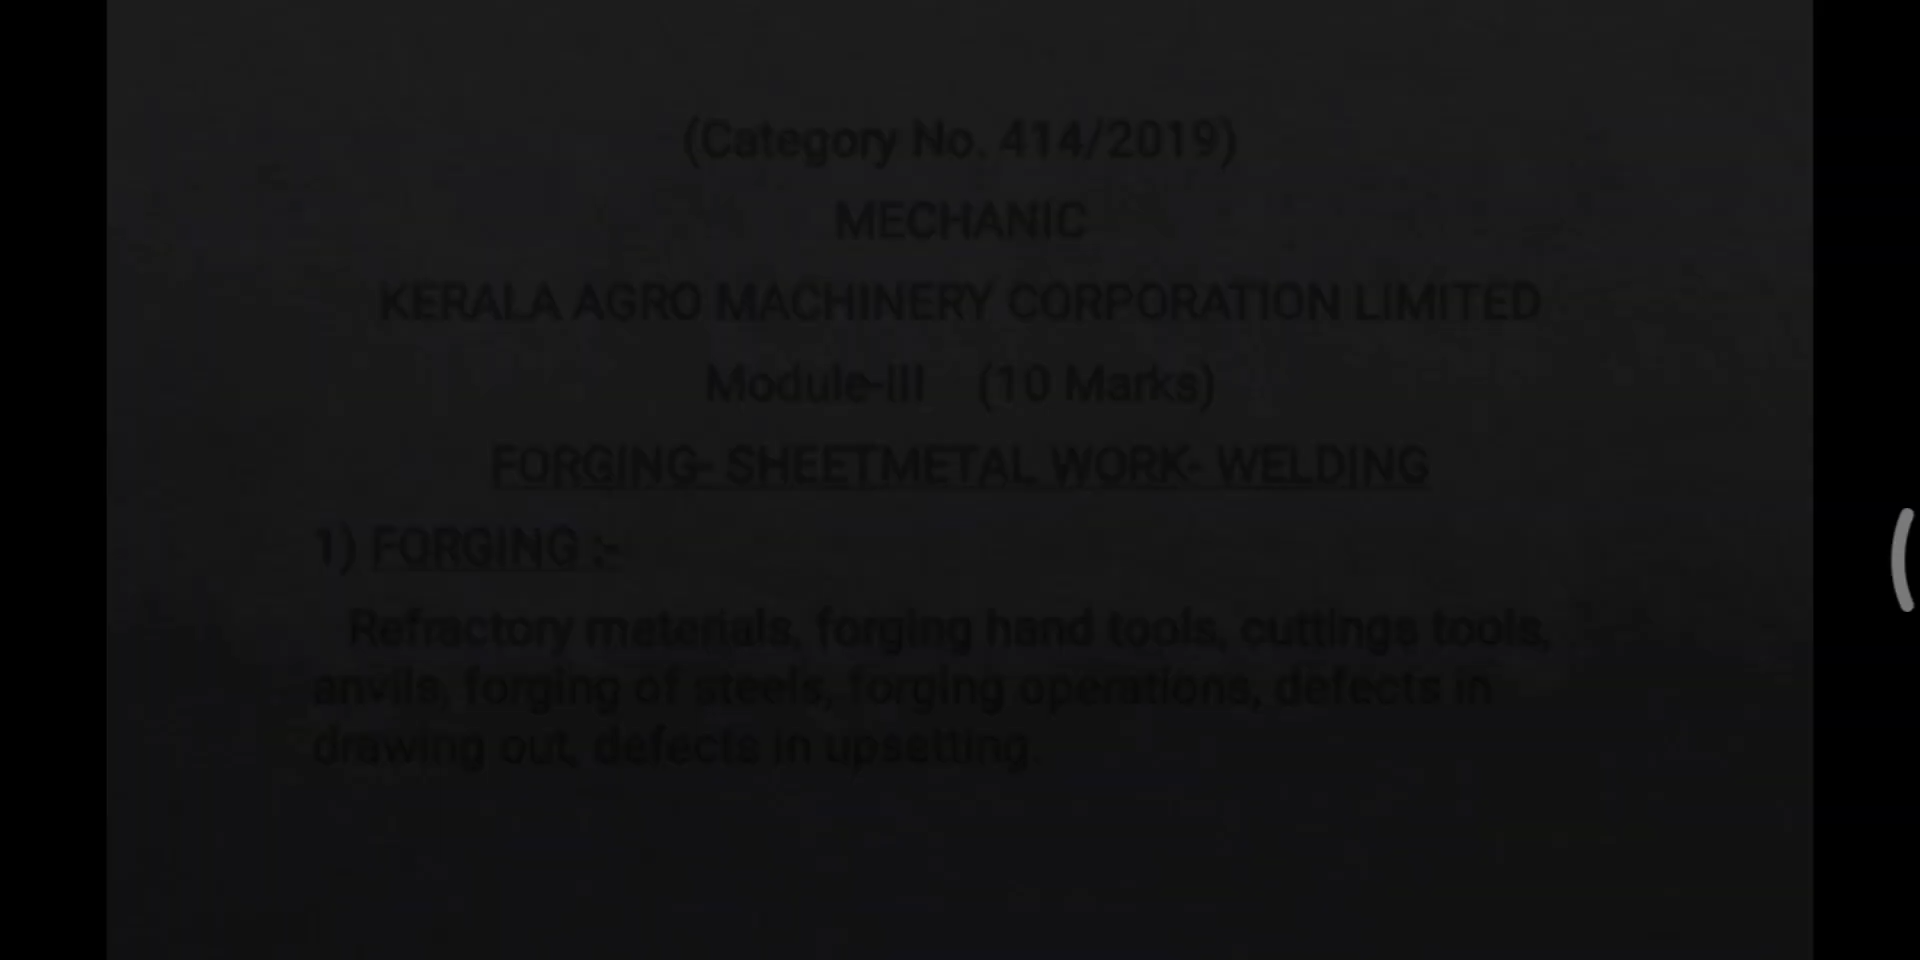 (Category No. 414/2019)
MECHANIC
KERALA AGRO MACHINERY CORPORATION LIMITED
Module-III (10 Marks)
FORGING- SHEETMETAL WORK- WELDING
1) FORGING :-
Refractory materials, forging hand tools, cuttings tools,
anvils, forging of steels, forging operations, defects in
drawing out, defects in upsetting